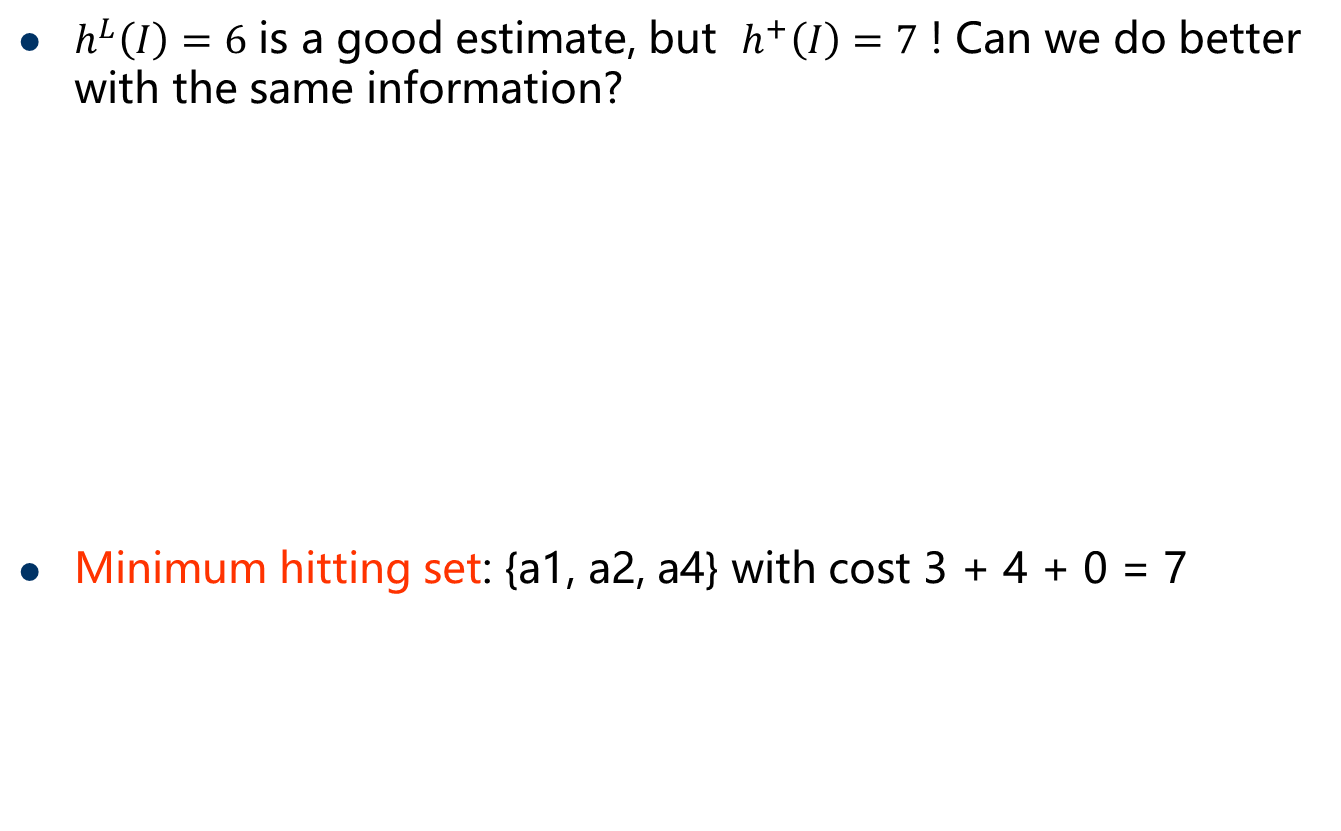 • h^L(I) = 6 is a good estimate, but h⁺(I) = 7 ! Can we do better
with the same information?
• Minimum hitting set: {a1, a2, a4} with cost 3 + 4 + 0 = 7